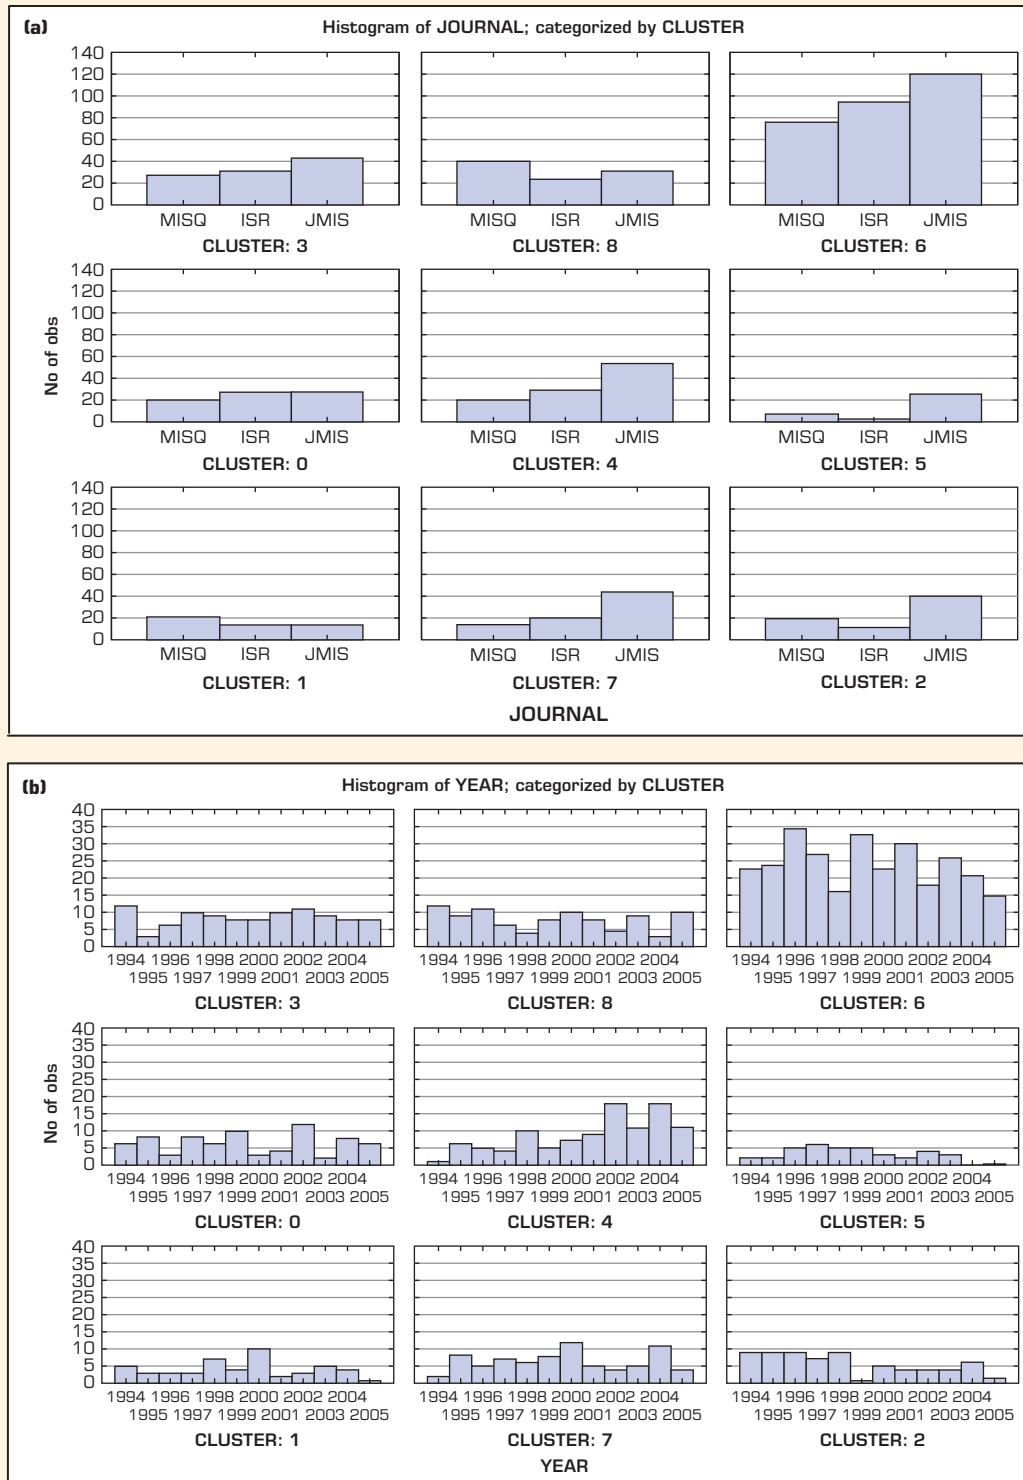 (a) Histogram of JOURNAL; categorized by CLUSTER
140
120
100
80
60
40
20
0
MISQ ISR JMIS MISQ ISR JMIS MISQ ISR JMIS
CLUSTER: 3 CLUSTER: 8 CLUSTER: 6
No of obs
140
120
100
80
60
40
20
0
MISQ ISR JMIS MISQ ISR JMIS MISQ ISR JMIS
CLUSTER: 0 CLUSTER: 4 CLUSTER: 5
140
120
100
80
60
40
20
0
MISQ ISR JMIS MISQ ISR JMIS MISQ ISR JMIS
CLUSTER: 1 CLUSTER: 7 CLUSTER: 2
JOURNAL
(b) Histogram of YEAR; categorized by CLUSTER
40
35
30
25
20
15
10
5
0
1994 1996 1998 2000 2002 2004 1994 1996 1998 2000 2002 2004 1994 1996 1998 2000 2002 2004
1995 1997 1999 2001 2003 2005 1995 1997 1999 2001 2003 2005 1995 1997 1999 2001 2003 2005
CLUSTER: 3 CLUSTER: 8 CLUSTER: 6
No of obs
40
35
30
25
20
15
10
5
0
1994 1996 1998 2000 2002 2004 1994 1996 1998 2000 2002 2004 1994 1996 1998 2000 2002 2004
1995 1997 1999 2001 2003 2005 1995 1997 1999 2001 2003 2005 1995 1997 1999 2001 2003 2005
CLUSTER: 0 CLUSTER: 4 CLUSTER: 5
40
35
30
25
20
15
10
5
0
1994 1996 1998 2000 2002 2004 1994 1996 1998 2000 2002 2004 1994 1996 1998 2000 2002 2004
1995 1997 1999 2001 2003 2005 1995 1997 1999 2001 2003 2005 1995 1997 1999 2001 2003 2005
CLUSTER: 1 CLUSTER: 7 CLUSTER: 2
YEAR